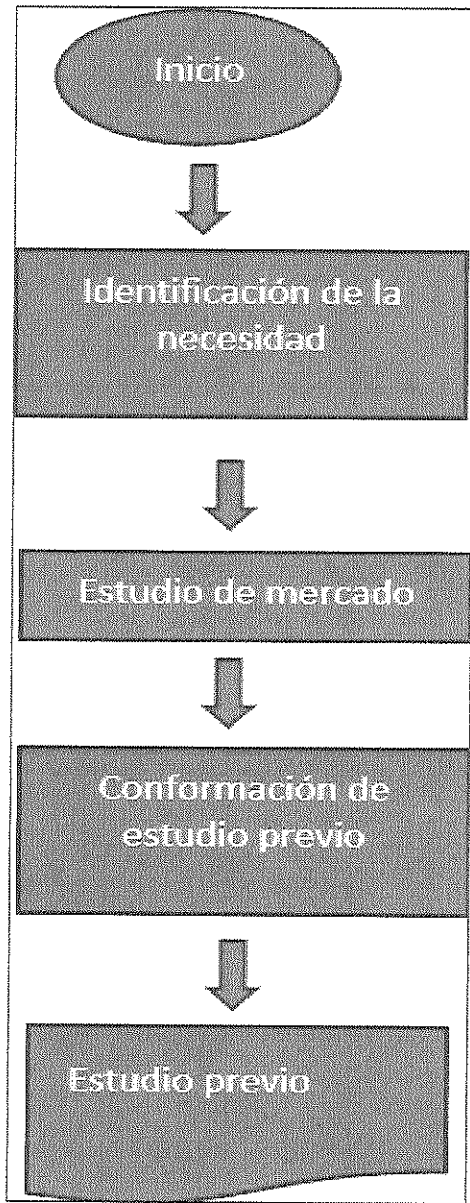 Inicio
Identificación de la
necesidad
Estudio de mercado
Conformación de
estudio previo
Estudio previo